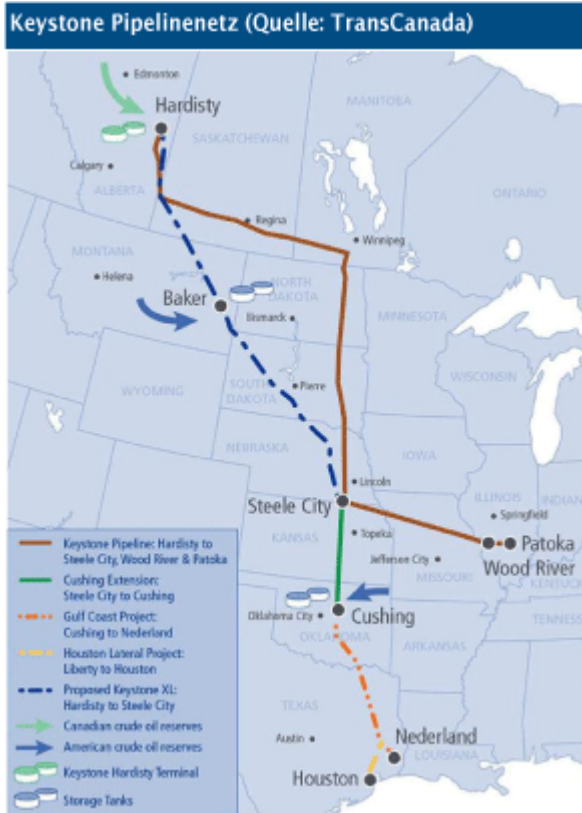 Keystone Pipelinenetz (Quelle: TransCanada)
Edmonton
Hardisty
MANITOBA
SASKATCHEWAN
Calgary
ALBERTA
ONTARIO
Regina
Winnipeg
MONTANA
Helena
NORTH
DAKOTA
Baker
Bismarck
MINNESOTA
WISCONSIN
WYOMING
SOUTH
DAKOTA
Pierre
NEBRASKA
IOWA
Lincoln
ILLINOIS
INDIAN
Steele City
Springfield
KANSAS
Topeka
Patoka
Jefferson City
Wood River
MISSOURI
KENTUCK
Oklahoma City
Cushing
OKLAHOMA
TENNESS
ARKANSAS
TEXAS
Austin
Nederland
LOUISIANA
Houston
Keystone Pipeline: Hardisty to
Steele City, Wood River & Patoka
Cushing Extension:
Steele City to Cushing
Gulf Coast Project:
Cushing to Nederland
Houston Lateral Project:
Liberty to Houston
Proposed Keystone XL:
Hardisty to Steele City
Canadian crude oil reserves
American crude oil reserves
Keystone Hardisty Terminal
Storage Tanks